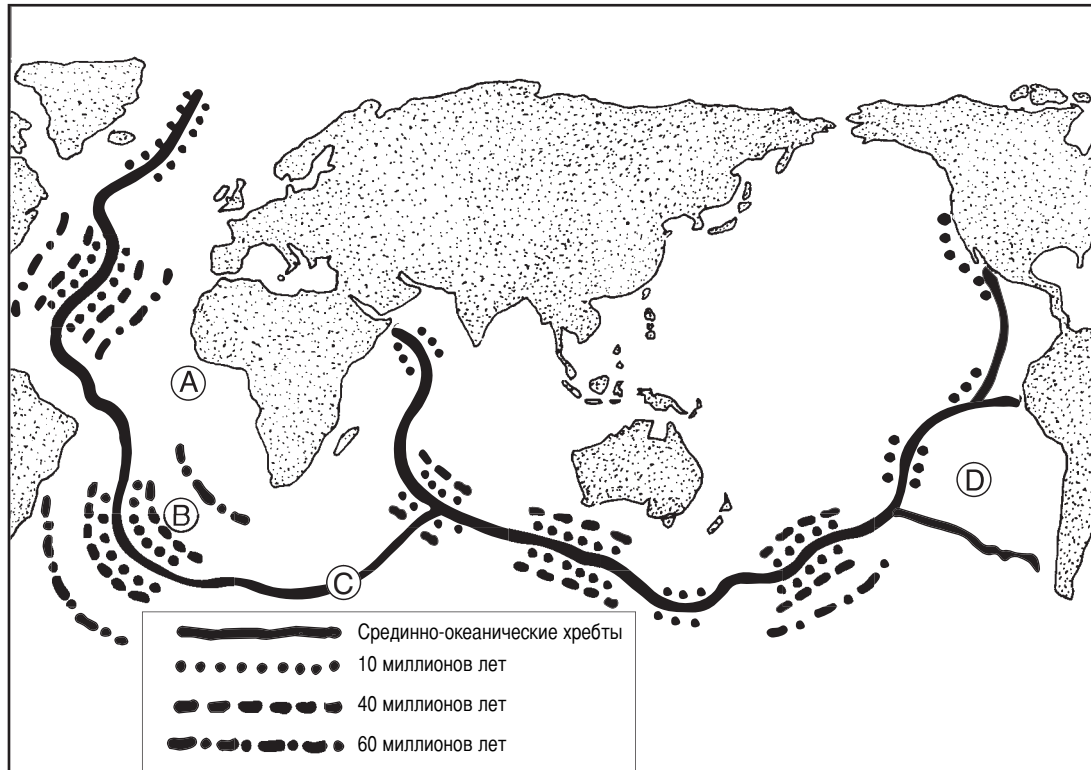 A
B
D
C
Срединно-океанические хребты
10 миллионов лет
40 миллионов лет
60 миллионов лет